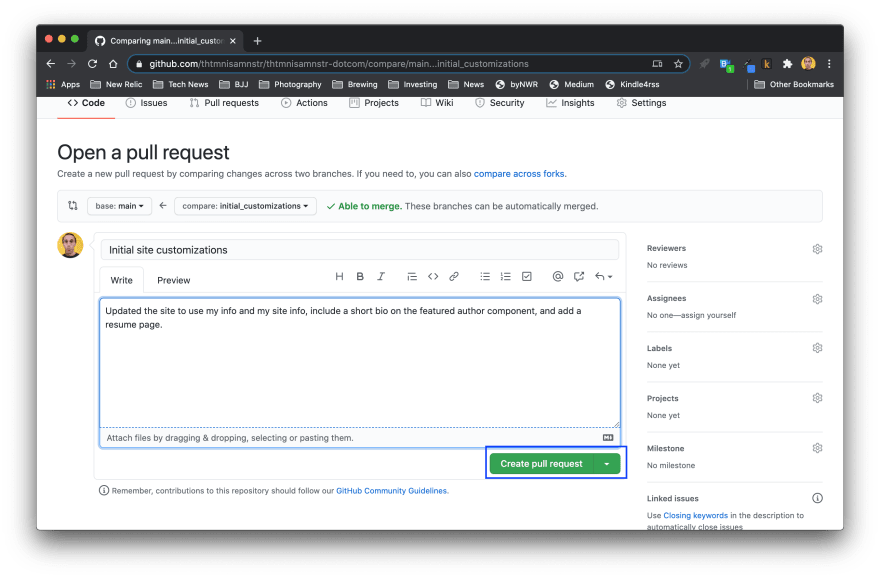 Comparing main...initial_custor
github.com/thtmnisamnstr/thtmnisamnstr-dotcom/compare/main...initial_customizations
Apps New Relic Tech News BJJ Photography Brewing Investing News byNWR Medium Kindle4rss Other Bookmarks
Code Issues Pull requests Actions Projects Wiki Security Insights Settings
Open a pull request
Create a new pull request by comparing changes across two branches. If you need to, you can also compare across forks.
base: main compare: initial_customizations Able to merge. These branches can be automatically merged.
Initial site customizations
Write Preview
Updated the site to use my info and my site info, include a short bio on the featured author component, and add a
resume page.
Attach files by dragging & dropping, selecting or pasting them.
Create pull request
Remember, contributions to this repository should follow our GitHub Community Guidelines.
Reviewers
No reviews
Assignees
No one—assign yourself
Labels
None yet
Projects
None yet
Milestone
No milestone
Linked issues
Use Closing keywords in the description to
automatically close issues